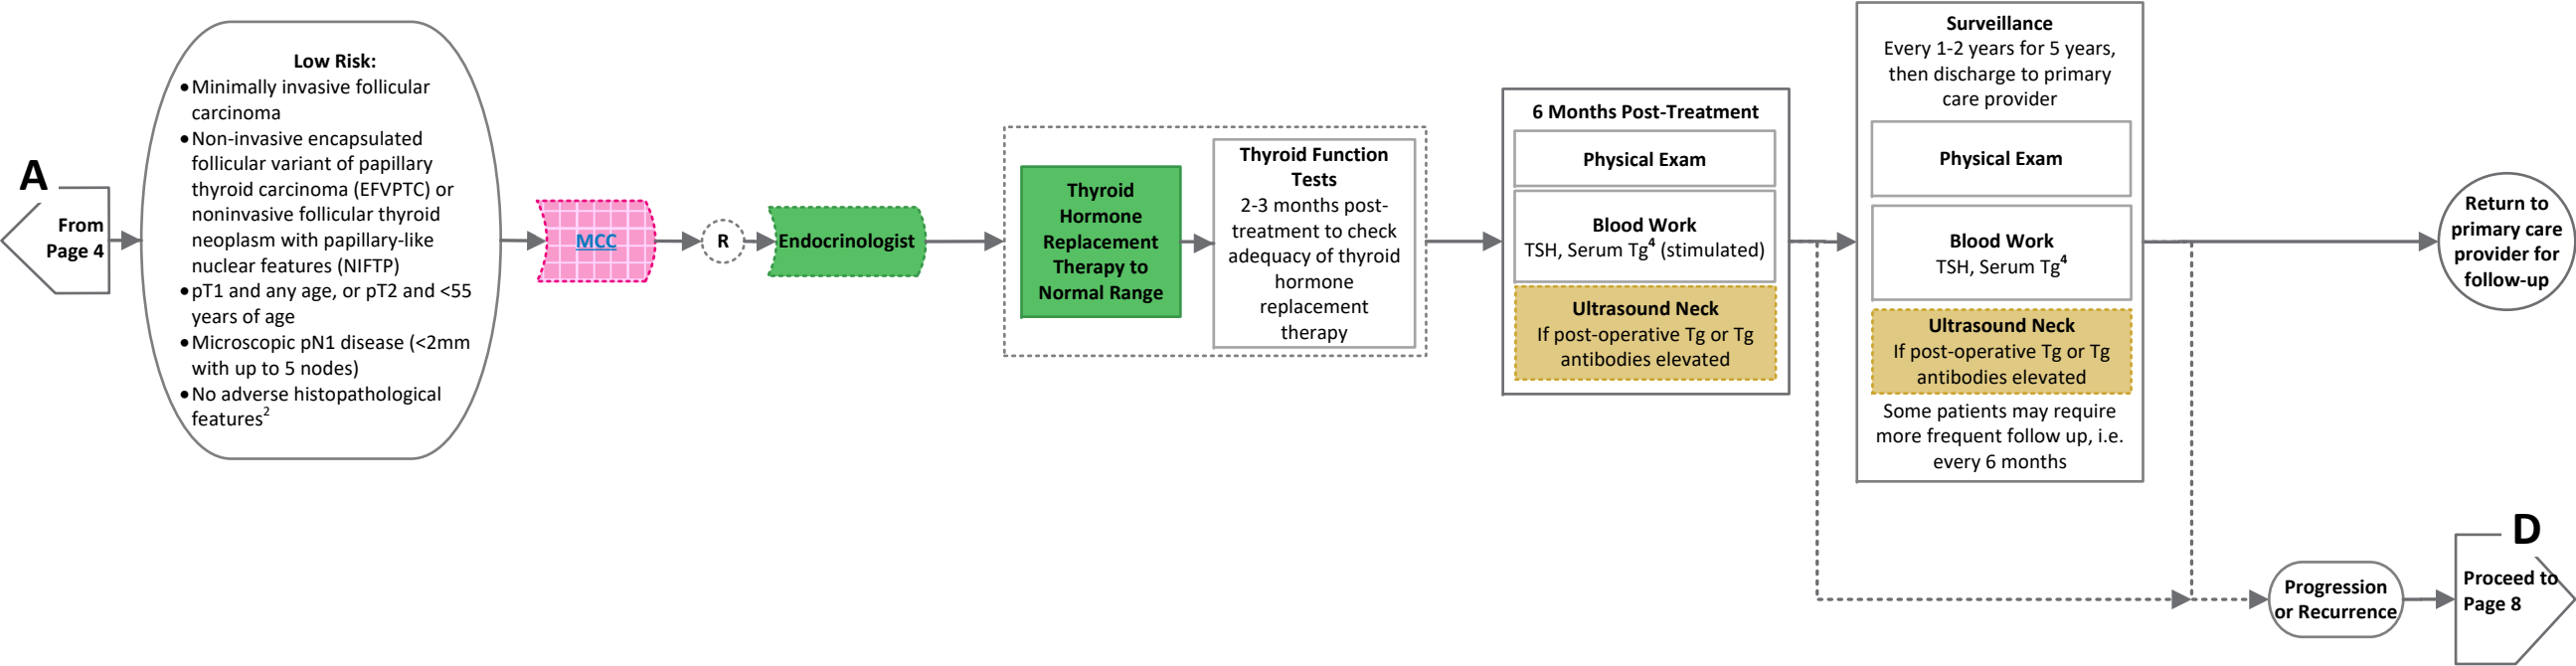 A
From
Page 4
Low Risk:
•Minimally invasive follicular
carcinoma
•Non-invasive encapsulated
follicular variant of papillary
thyroid carcinoma (EFVPTC) or
noninvasive follicular thyroid
neoplasm with papillary-like
nuclear features (NIFTP)
•pT1 and any age, or pT2 and <55
years of age
•Microscopic pN1 disease (<2mm
with up to 5 nodes)
•No adverse histopathological
features²
MCC
R
Endocrinologist
Thyroid
Hormone
Replacement
Therapy to
Normal Range
Thyroid Function
Tests
2-3 months post-
treatment to check
adequacy of thyroid
hormone
replacement
therapy
6 Months Post-Treatment
Physical Exam
Blood Work
TSH, Serum Tg⁴ (stimulated)
Ultrasound Neck
If post-operative Tg or Tg
antibodies elevated
Surveillance
Every 1-2 years for 5 years,
then discharge to primary
care provider
Physical Exam
Blood Work
TSH, Serum Tg⁴
Ultrasound Neck
If post-operative Tg or Tg
antibodies elevated
Some patients may require
more frequent follow up, i.e.
every 6 months
Return to
primary care
provider for
follow-up
Progression
or Recurrence
D
Proceed to
Page 8